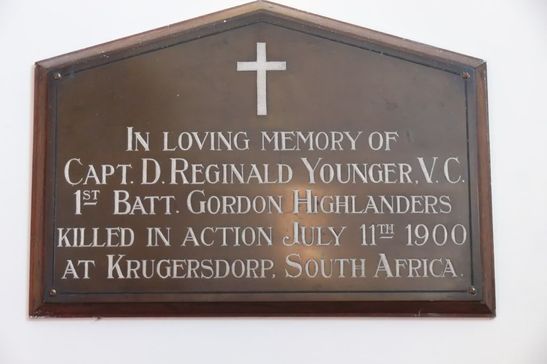 IN LOVING MEMORY OF
CAPT. D. REGINALD YOUNGER, V.C.
1ST BATT. GORDON HIGHLANDERS
KILLED IN ACTION JULY 11TH 1900
AT KRUGERSDORP, SOUTH AFRICA.